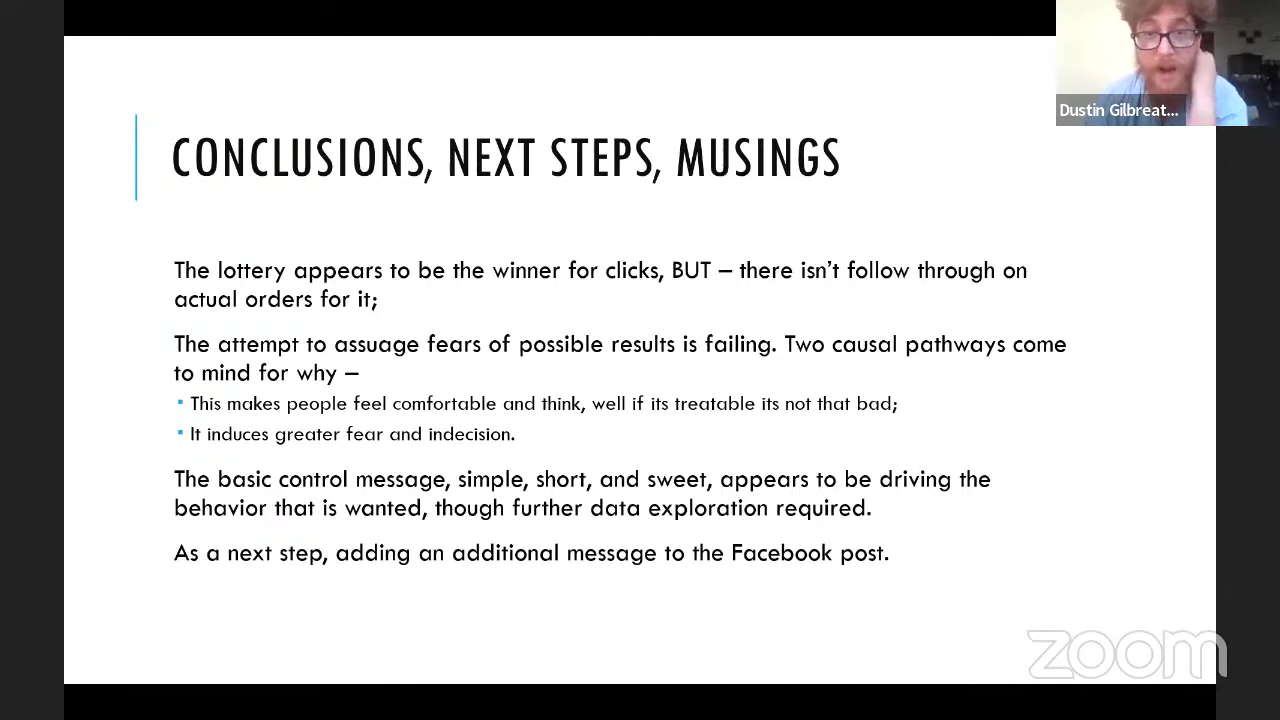 Dustin Gilbreat...
CONCLUSIONS, NEXT STEPS, MUSINGS
The lottery appears to be the winner for clicks, BUT – there isn't follow through on
actual orders for it;
The attempt to assuage fears of possible results is failing. Two causal pathways come
to mind for why –
This makes people feel comfortable and think, well if its treatable its not that bad;
It induces greater fear and indecision.
The basic control message, simple, short, and sweet, appears to be driving the
behavior that is wanted, though further data exploration required.
As a next step, adding an additional message to the Facebook post.
zoom